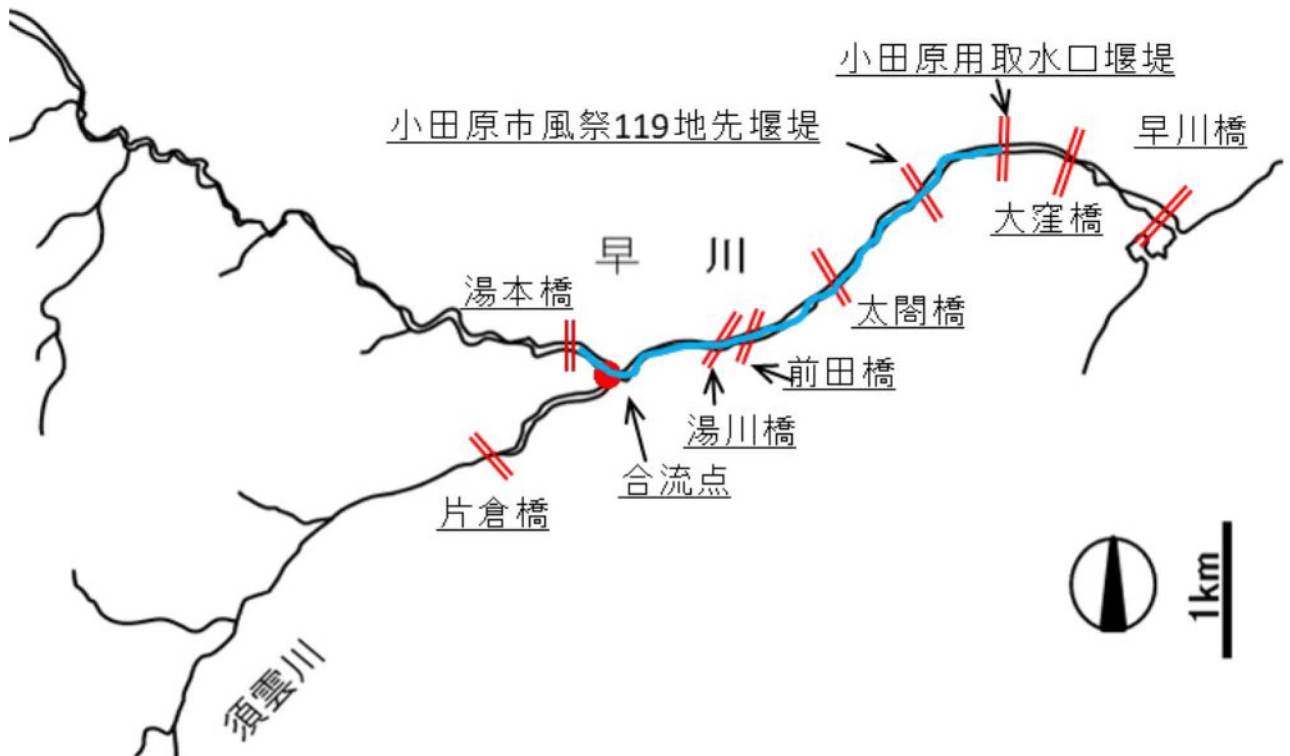 小田原用取水口堰堤
小田原市風祭119地先堰堤
早川橋
大窪橋
早 川
湯本橋
太閤橋
前田橋
湯川橋
合流点
片倉橋
須雲川
1km